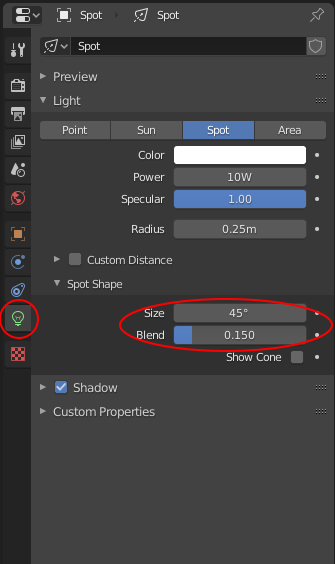 Spot Spot
Spot
Preview
Light
Point Sun Spot Area
Color
Power 10W
Specular 1.00
Radius 0.25m
Custom Distance
Spot Shape
Size 45°
Blend 0.150
Show Cone
Shadow
Custom Properties